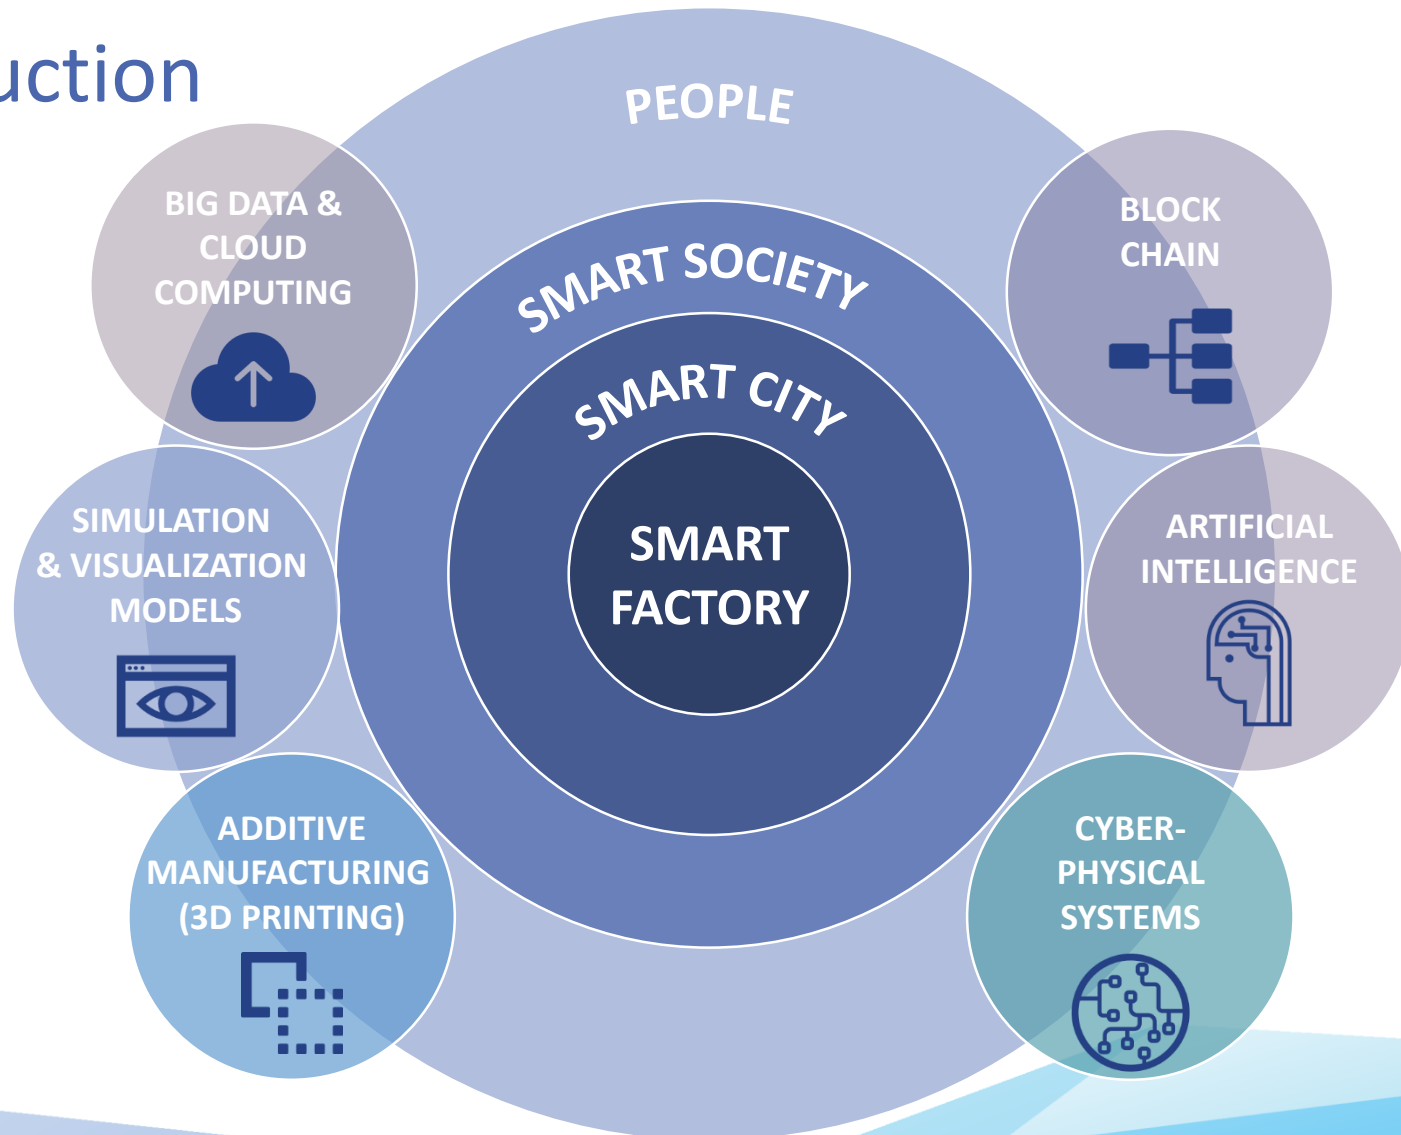 uction
PEOPLE
BIG DATA &
CLOUD
COMPUTING
BLOCK
CHAIN
SMART SOCIETY
SMART CITY
SIMULATION
& VISUALIZATION
MODELS
SMART
FACTORY
ARTIFICIAL
INTELLIGENCE
ADDITIVE
MANUFACTURING
(3D PRINTING)
CYBER-
PHYSICAL
SYSTEMS